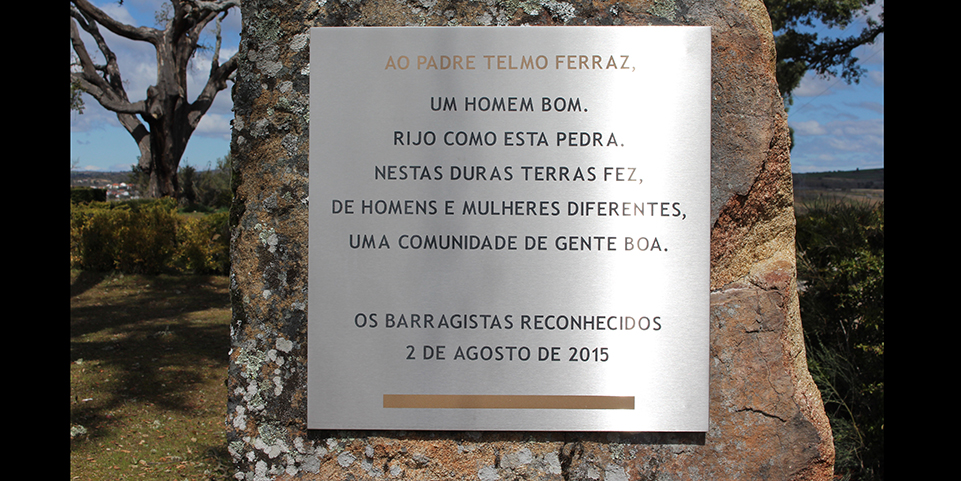 AO PADRE TELMO FERRAZ,
UM HOMEM BOM.
RIJO COMO ESTA PEDRA.
NESTAS DURAS TERRAS FEZ,
DE HOMENS E MULHERES DIFERENTES,
UMA COMUNIDADE DE GENTE BOA.
OS BARRAGISTAS RECONHECIDOS
2 DE AGOSTO DE 2015